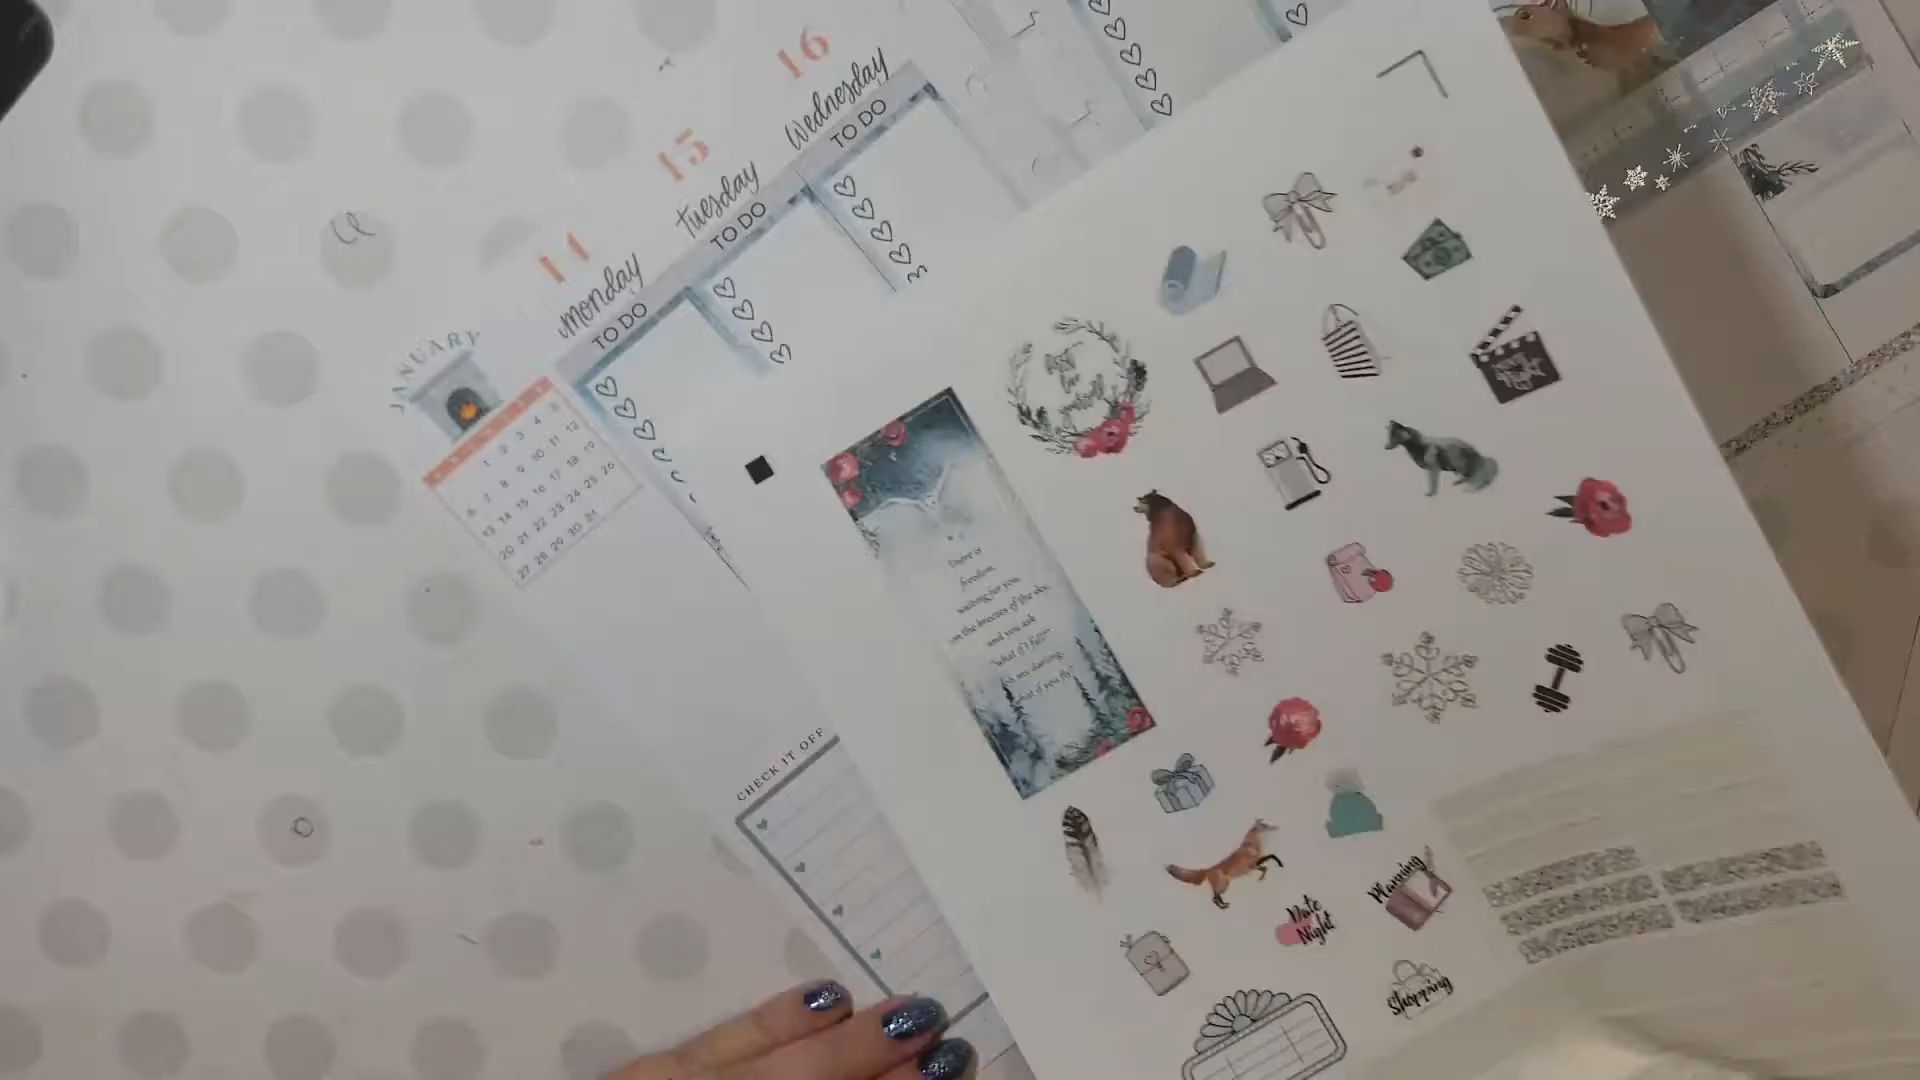 16
Wednesday
TO DO
15
Tuesday
TO DO
14
Monday
TO DO
JANUARY
1 2 3 4 5
6 7 8 9 10 11 12
13 14 15 16 17 18 19
20 21 22 23 24 25 26
27 28 29 30 31
CHECK IT OFF
There is
freedom
waiting for you
on the breezes of the sky,
and you ask
"what if I fall?"
oh my darling,
what if you fly?
Planning
Date
Night
Shopping